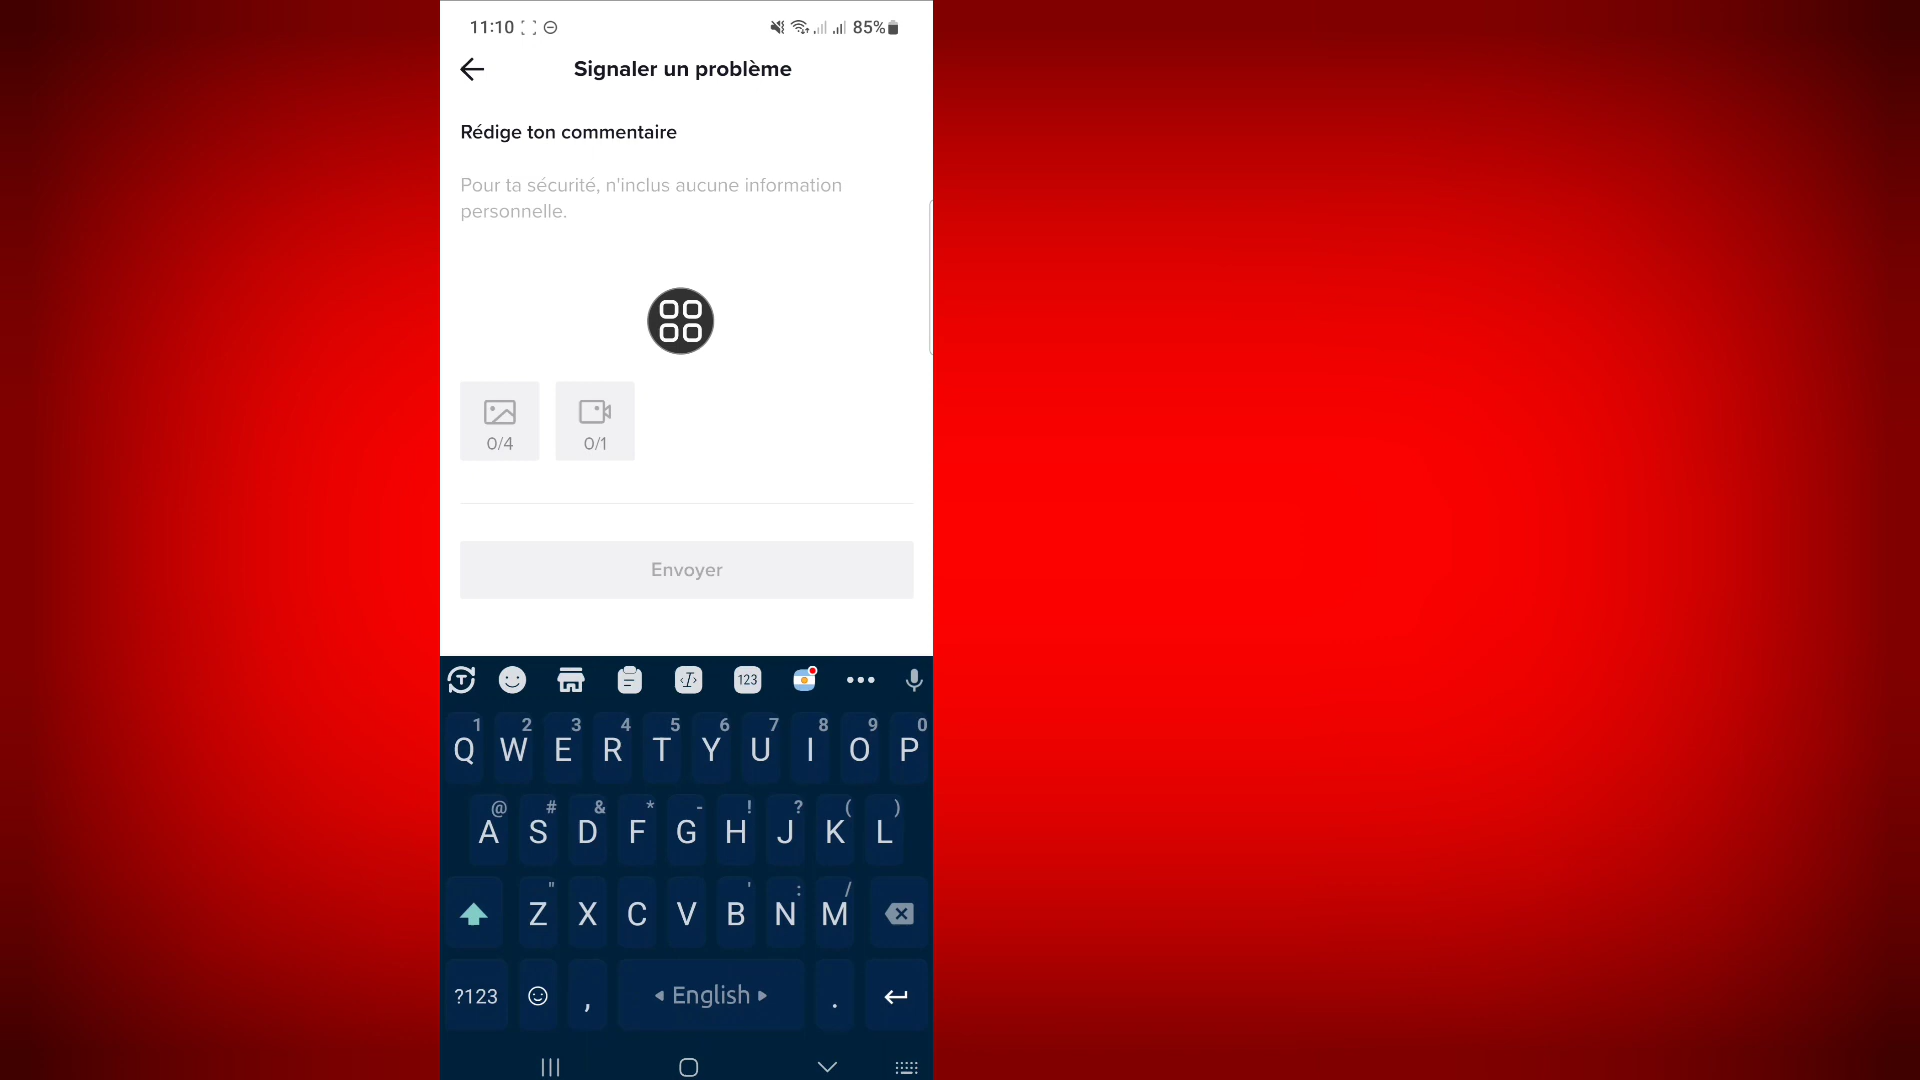 11:10 85%
Signaler un problème
Rédige ton commentaire
Pour ta sécurité, n'inclus aucune information
personnelle.
0/4 0/1
Envoyer
123
1 2 3 4 5 6 7 8 9 0
Q W E R T Y U I O P
@ # & * - ! ? ( )
A S D F G H J K L
" ' : /
Z X C V B N M
?123 , English .